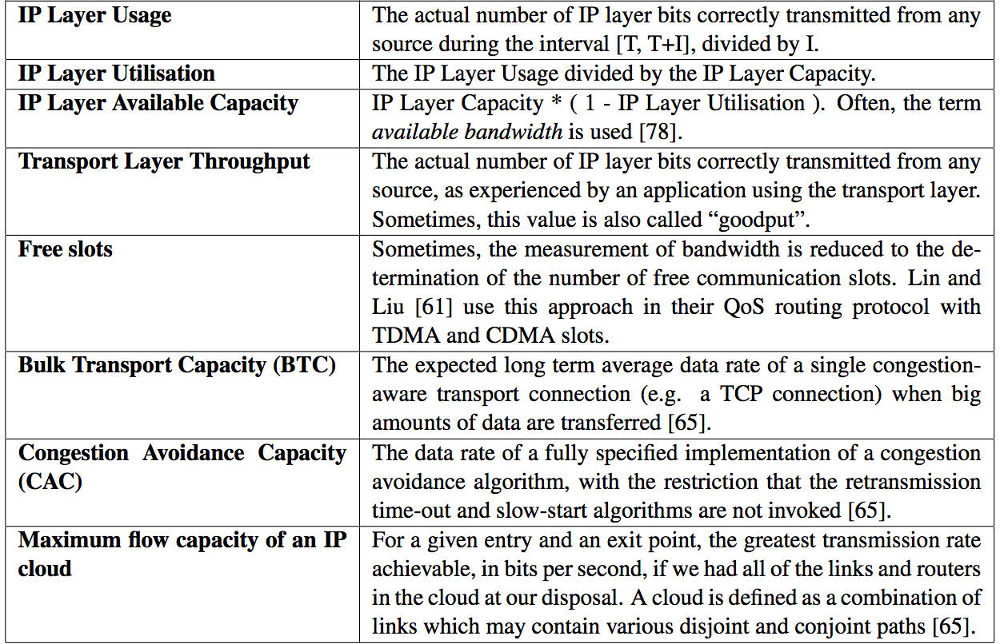 IP Layer Usage
The actual number of IP layer bits correctly transmitted from any
source during the interval [T, T+I], divided by I.
IP Layer Utilisation
The IP Layer Usage divided by the IP Layer Capacity.
IP Layer Available Capacity
IP Layer Capacity * ( 1 - IP Layer Utilisation ). Often, the term
available bandwidth is used [78].
Transport Layer Throughput
The actual number of IP layer bits correctly transmitted from any
source, as experienced by an application using the transport layer.
Sometimes, this value is also called “goodput”.
Free slots
Sometimes, the measurement of bandwidth is reduced to the de-
termination of the number of free communication slots. Lin and
Liu [61] use this approach in their QoS routing protocol with
TDMA and CDMA slots.
Bulk Transport Capacity (BTC)
The expected long term average data rate of a single congestion-
aware transport connection (e.g. a TCP connection) when big
amounts of data are transferred [65].
Congestion Avoidance Capacity
(CAC)
The data rate of a fully specified implementation of a congestion
avoidance algorithm, with the restriction that the retransmission
time-out and slow-start algorithms are not invoked [65].
Maximum flow capacity of an IP
cloud
For a given entry and an exit point, the greatest transmission rate
achievable, in bits per second, if we had all of the links and routers
in the cloud at our disposal. A cloud is defined as a combination of
links which may contain various disjoint and conjoint paths [65].